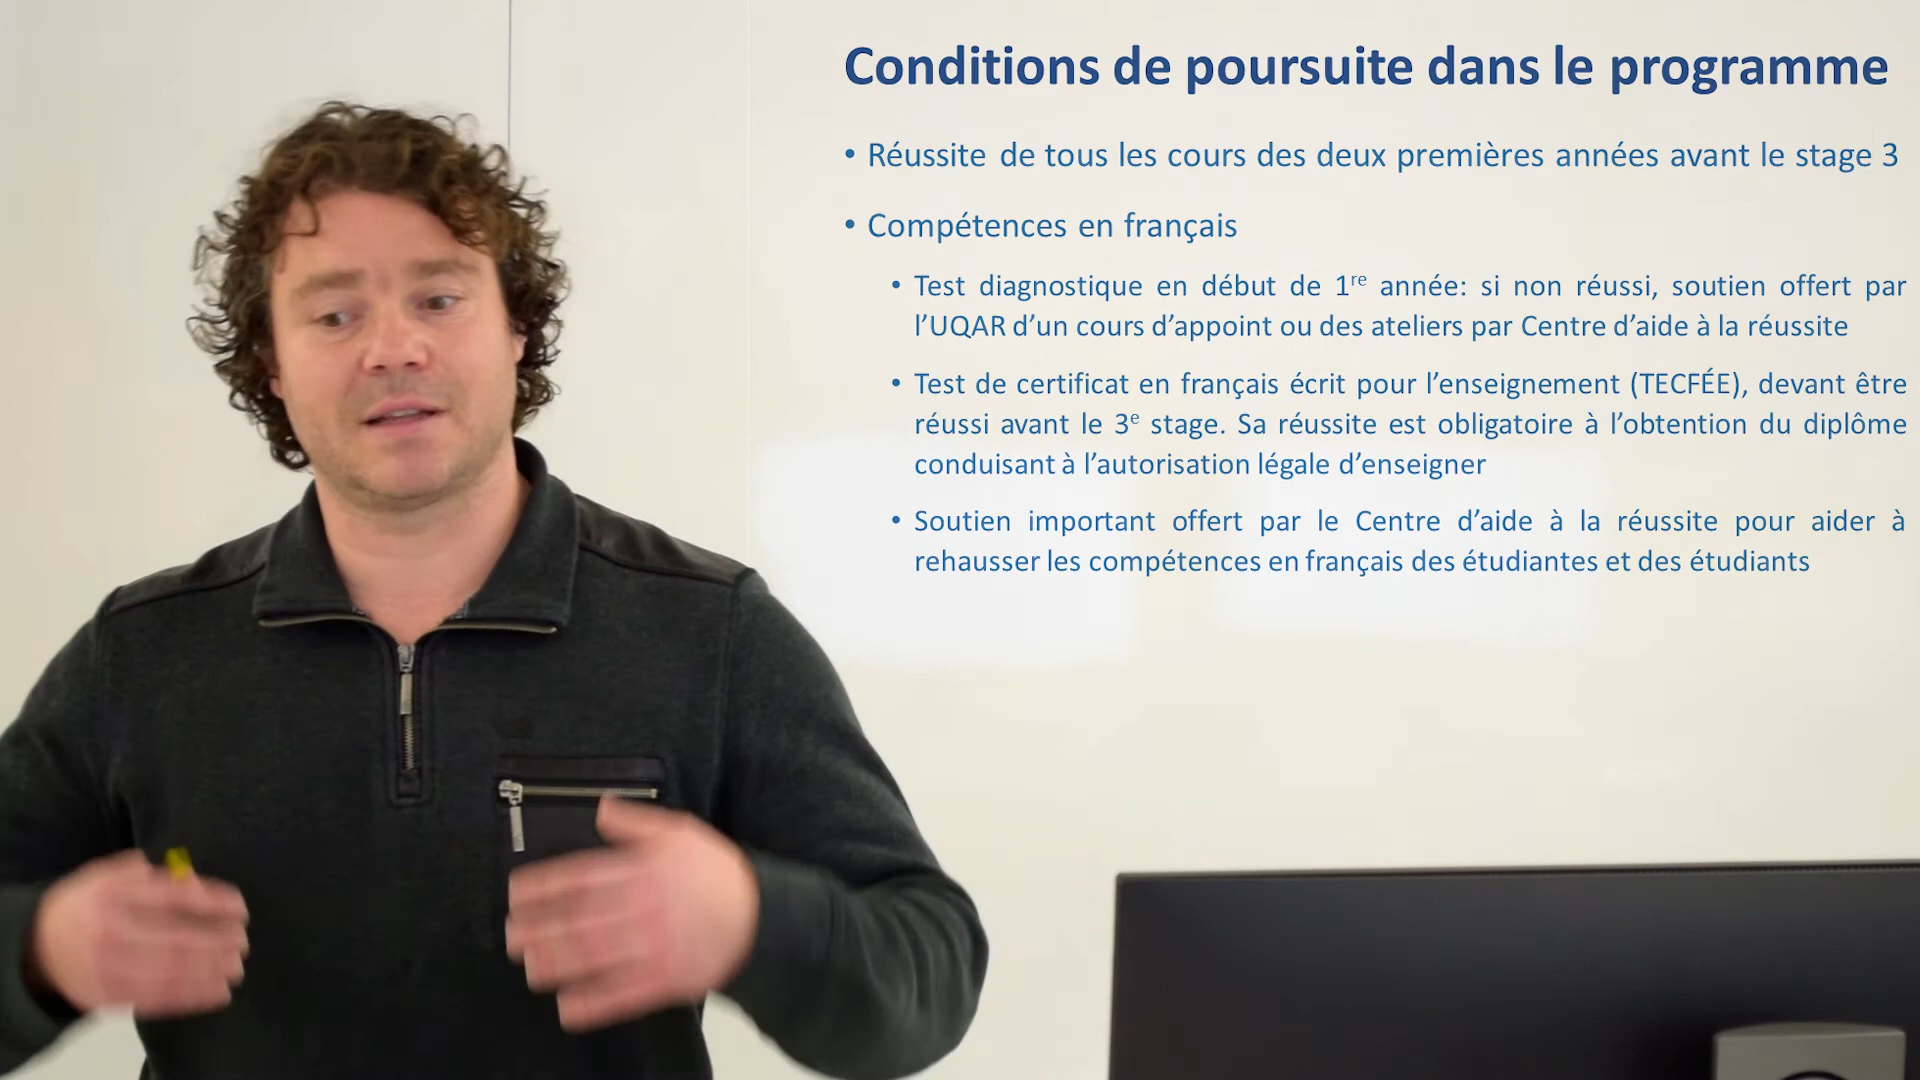 Conditions de poursuite dans le programme
• Réussite de tous les cours des deux premières années avant le stage 3
• Compétences en français
• Test diagnostique en début de 1re année: si non réussi, soutien offert par
l’UQAR d’un cours d’appoint ou des ateliers par Centre d’aide à la réussite
• Test de certificat en français écrit pour l’enseignement (TECFÉE), devant être
réussi avant le 3e stage. Sa réussite est obligatoire à l’obtention du diplôme
conduisant à l’autorisation légale d’enseigner
• Soutien important offert par le Centre d’aide à la réussite pour aider à
rehausser les compétences en français des étudiantes et des étudiants